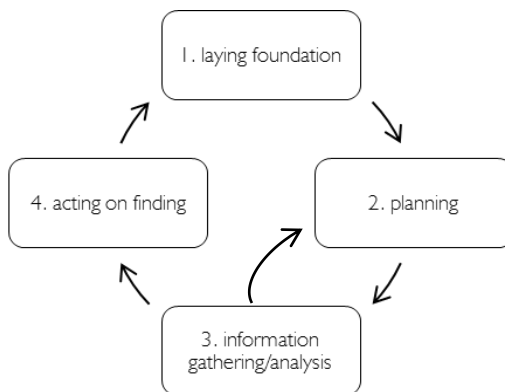 1. laying foundation
2. planning
3. information
gathering/analysis
4. acting on finding